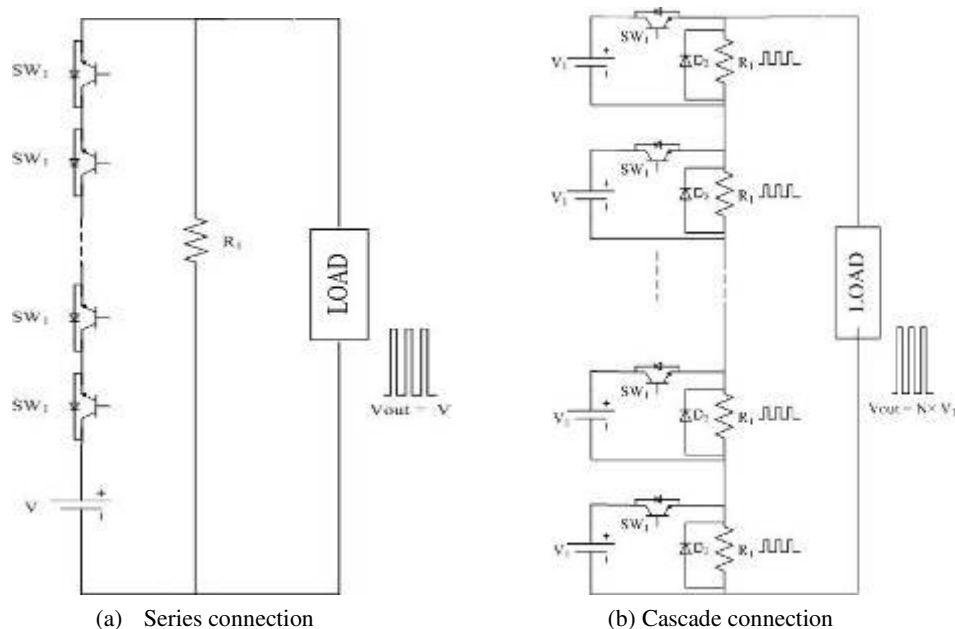 SW1
SW1
SW1
SW1
V
+
R1
LOAD
Vout = V
(a) Series connection
SW1
V1
+
D2
R1
SW1
V1
+
D2
R1
SW1
V1
+
D2
R1
SW1
V1
+
D2
R1
LOAD
Vout = N× V1
(b) Cascade connection